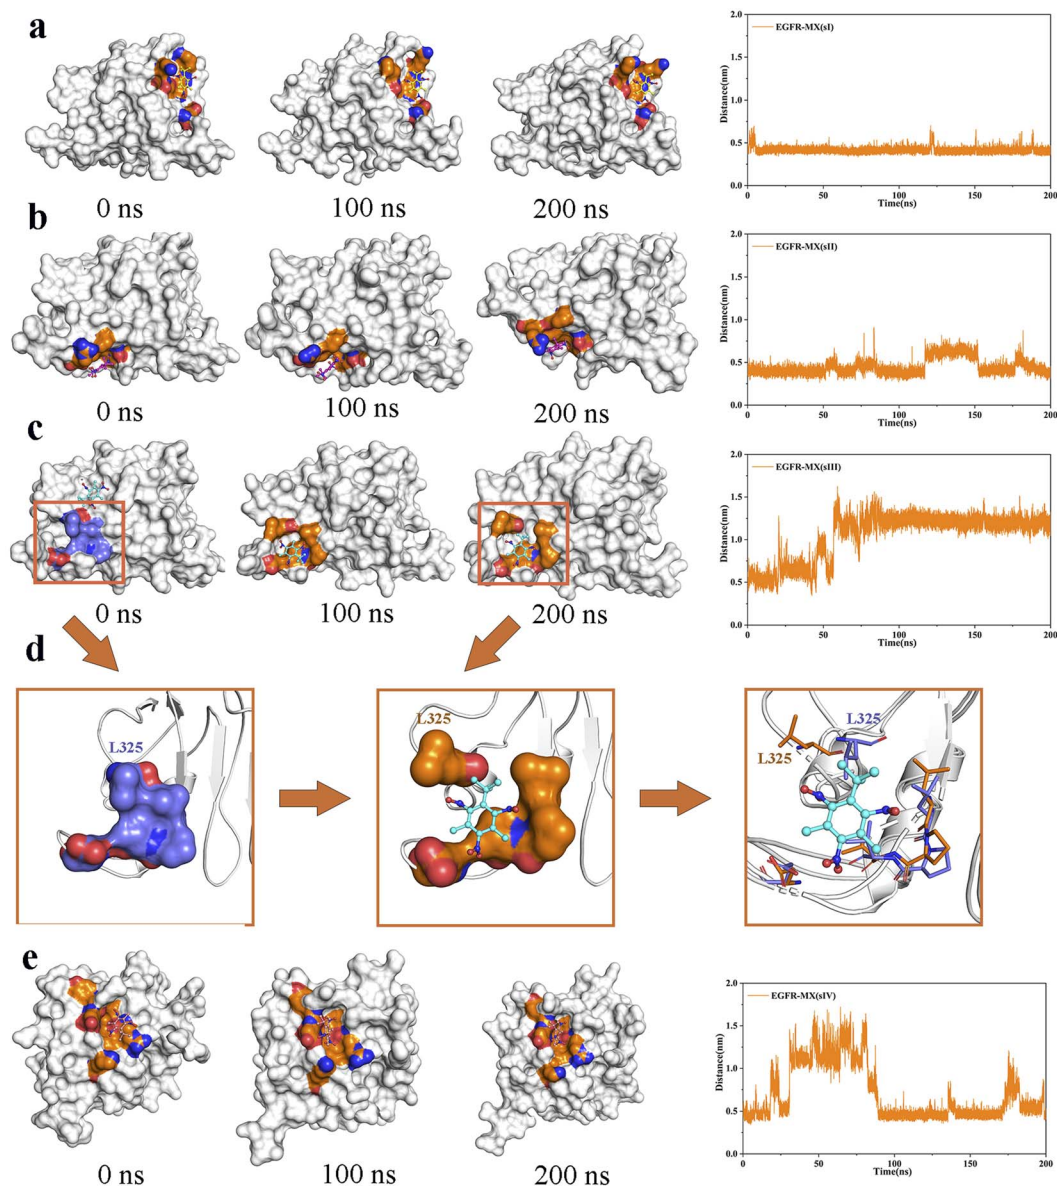 a
0 ns
100 ns
200 ns
EGFR-MX(sI)
Distance(nm)
2.0
1.5
1.0
0.5
0.0
0
50
100
150
200
Time(ns)
b
0 ns
100 ns
200 ns
EGFR-MX(sII)
Distance(nm)
2.0
1.5
1.0
0.5
0.0
0
50
100
150
200
Time(ns)
c
0 ns
100 ns
200 ns
EGFR-MX(sIII)
Distance(nm)
2.0
1.5
1.0
0.5
0.0
0
50
100
150
200
Time(ns)
d
L325
L325
L325
L325
e
0 ns
100 ns
200 ns
EGFR-MX(sIV)
Distance(nm)
2.0
1.5
1.0
0.5
0.0
0
50
100
150
200
Time(ns)